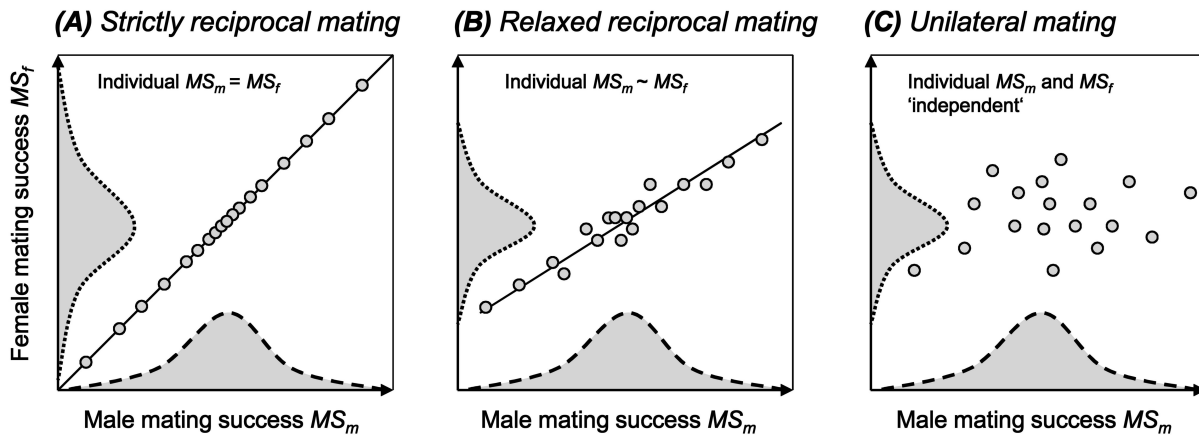 (A) Strictly reciprocal mating
Individual MSm = MSf
Female mating success MSf
Male mating success MSm
(B) Relaxed reciprocal mating
Individual MSm ~ MSf
Male mating success MSm
(C) Unilateral mating
Individual MSm and MSf
‘independent‘
Male mating success MSm